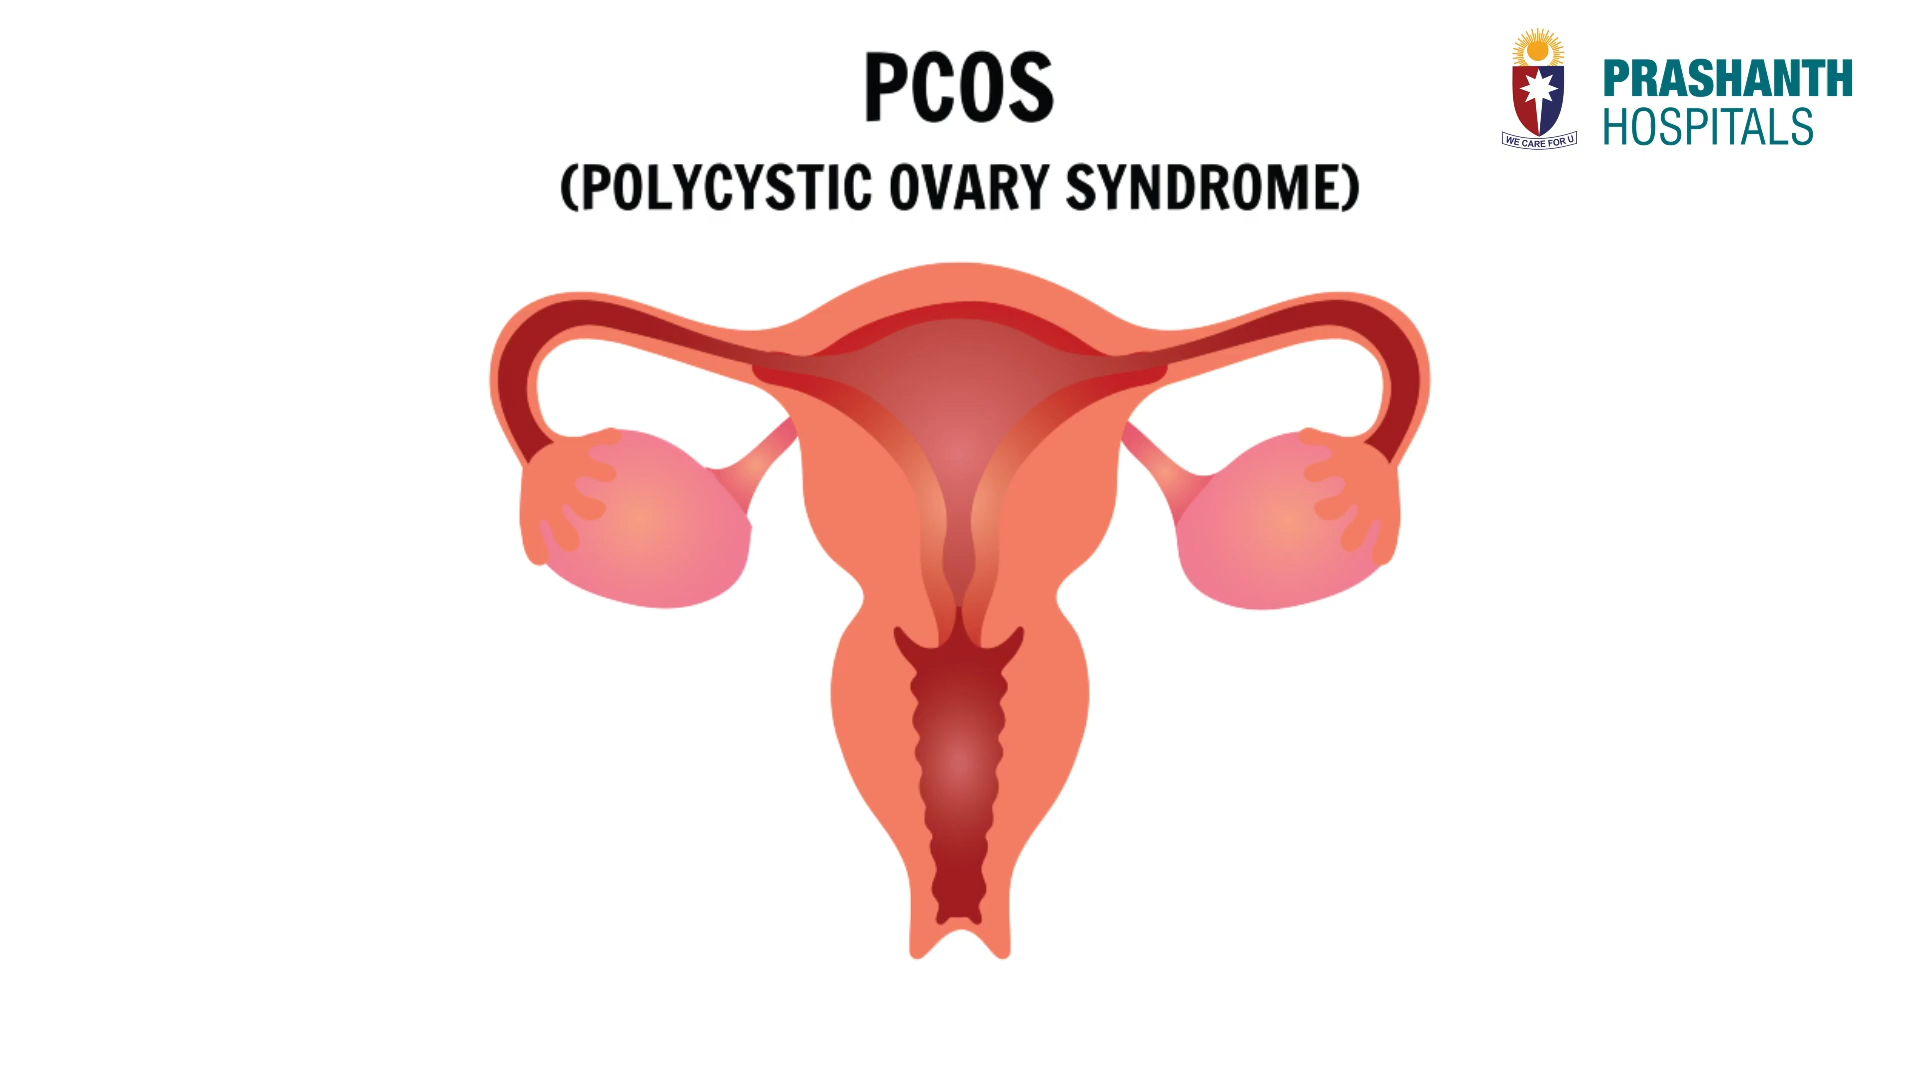 PCOS
(POLYCYSTIC OVARY SYNDROME)
PRASHANTH
HOSPITALS
WE CARE FOR U